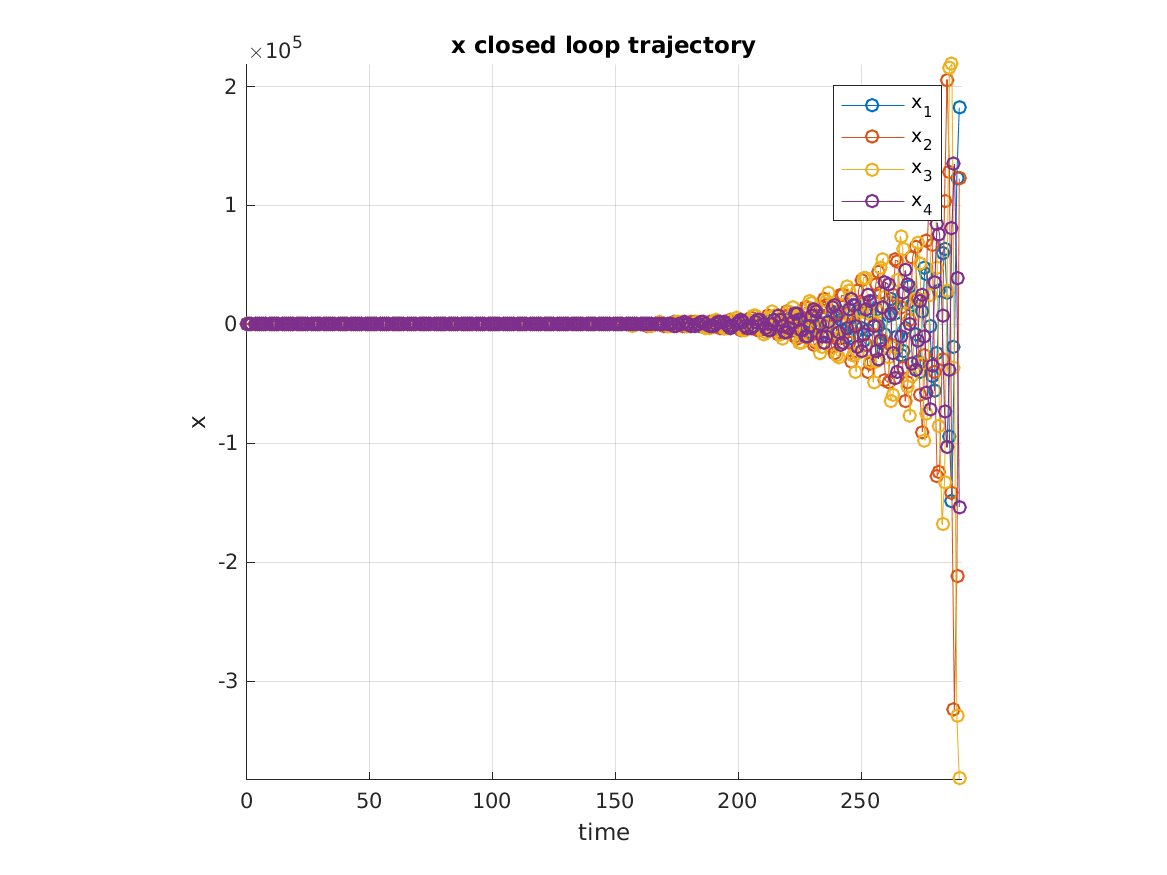 x closed loop trajectory
×10^5
2
1
0
-1
-2
-3
x
x_1
x_2
x_3
x_4
0 50 100 150 200 250
time